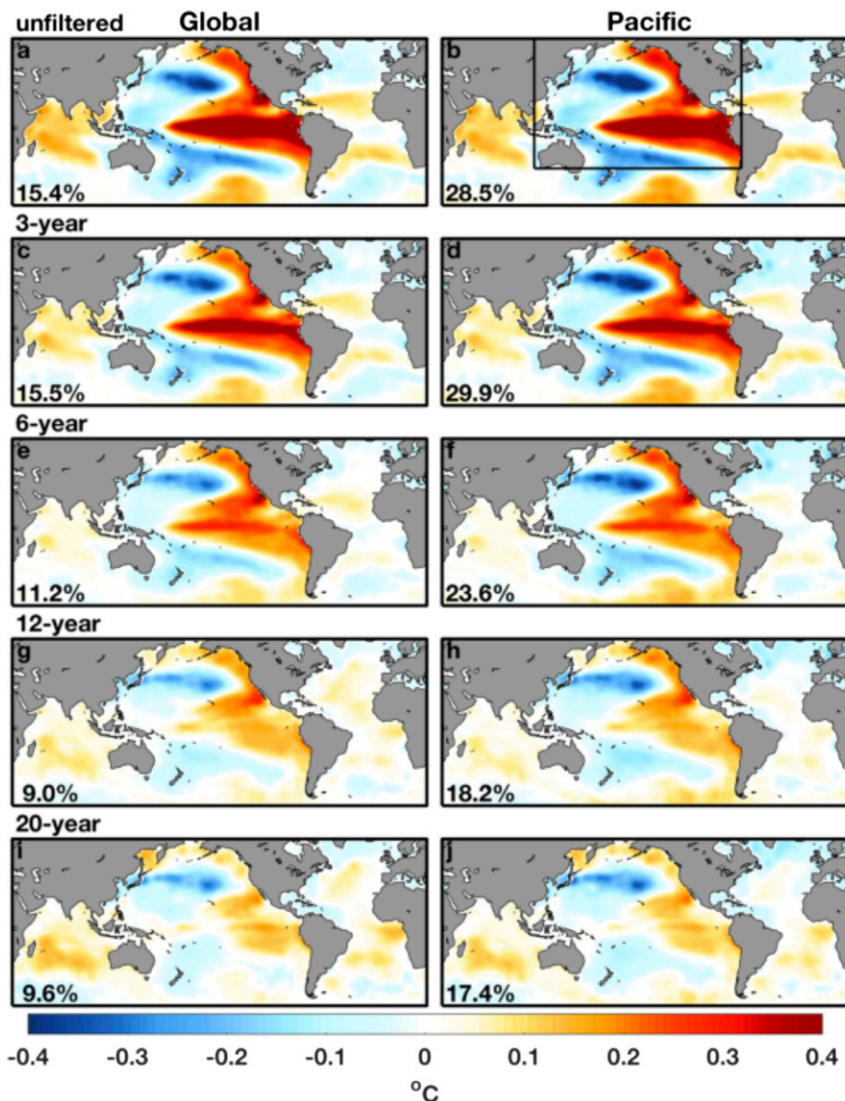 unfiltered Global Pacific
a b
15.4% 28.5%
3-year
c d
15.5% 29.9%
6-year
e f
11.2% 23.6%
12-year
g h
9.0% 18.2%
20-year
i j
9.6% 17.4%
-0.4 -0.3 -0.2 -0.1 0 0.1 0.2 0.3 0.4
°C